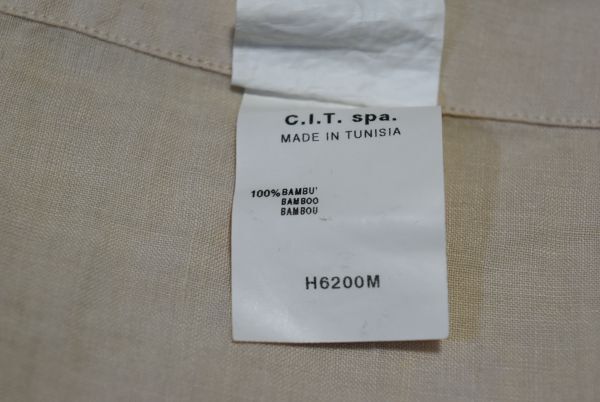 C.I.T. spa.
MADE IN TUNISIA
100% BAMBU'
BAMBOO
BAMBOU
H6200M